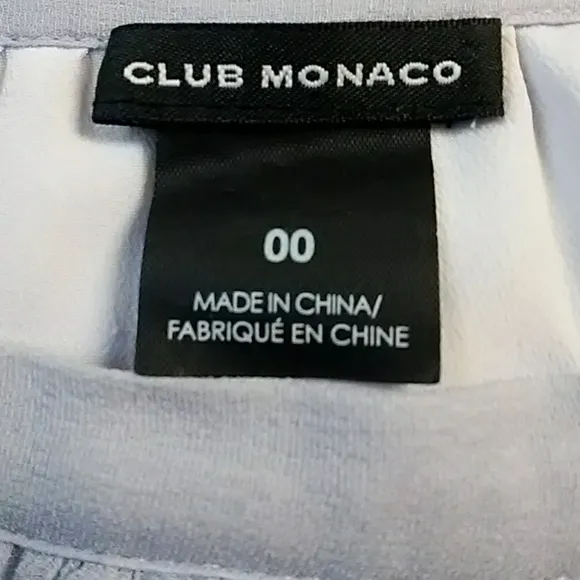 CLUB MONACO
00
MADE IN CHINA/
FABRIQUÉ EN CHINE